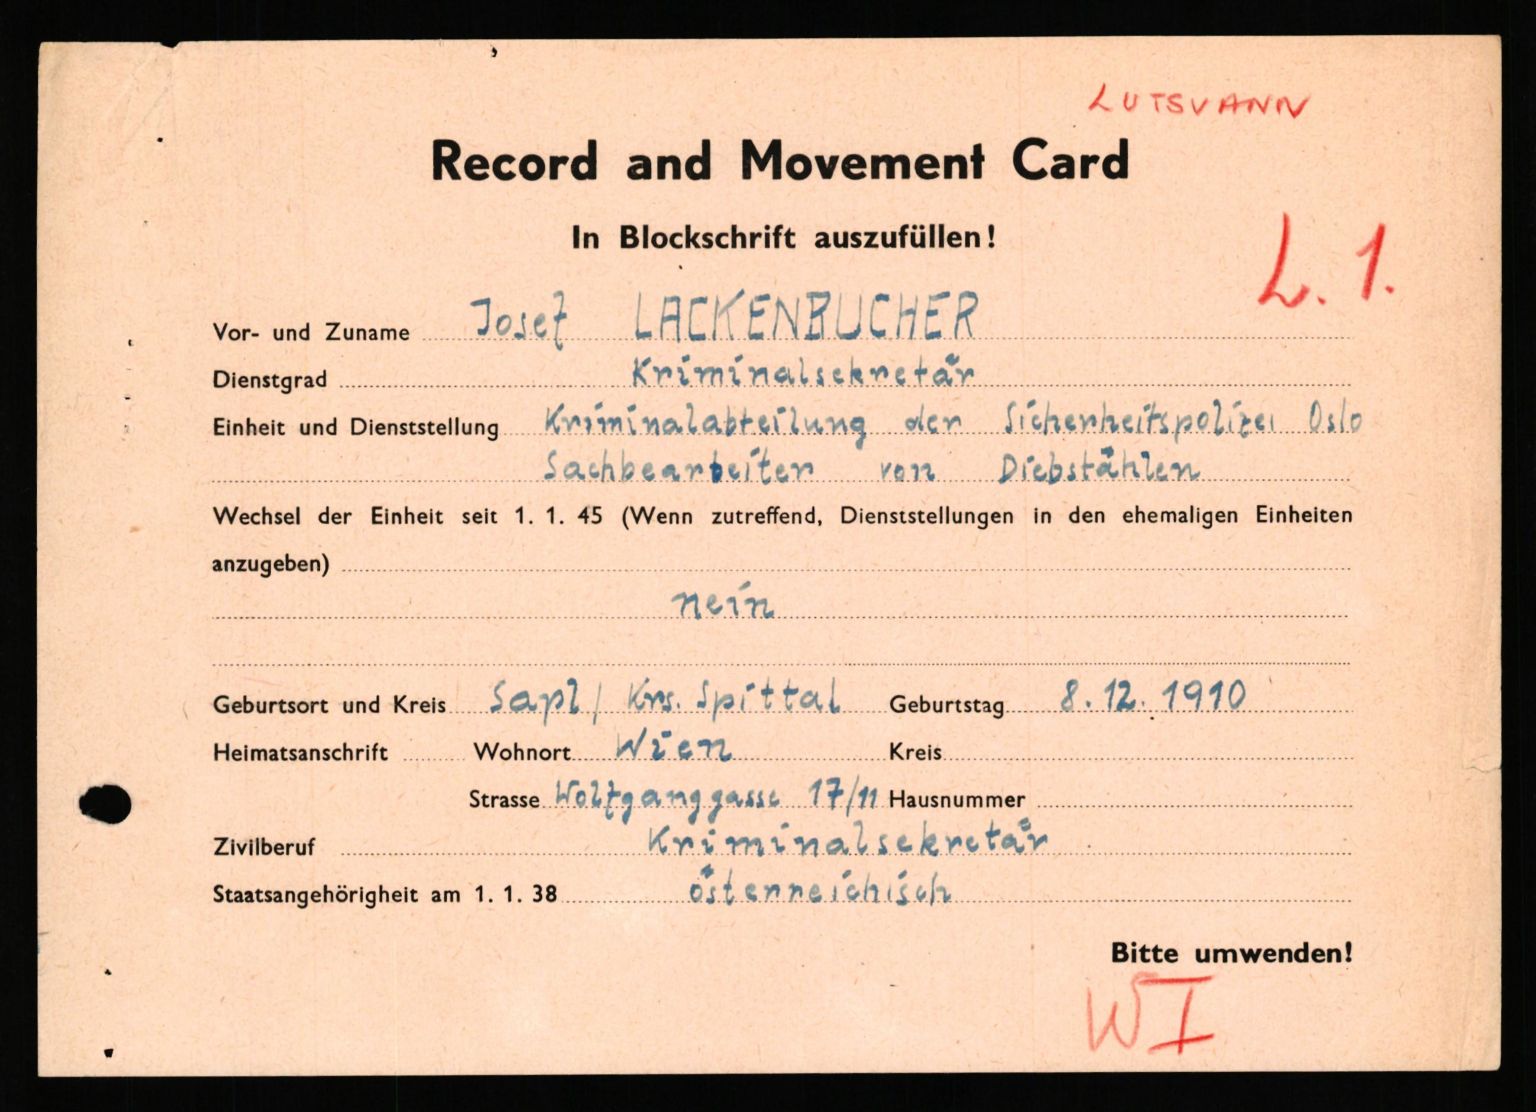 LUTSVANN
Record and Movement Card
In Blockschrift auszufüllen!
L. 1.
Vor- und Zuname Josef LACKENBUCHER
Dienstgrad Kriminalsekretär
Einheit und Dienststellung Kriminalabteilung der Sicherheitspolizei Oslo
Sachbearbeiter von Diebstählen
Wechsel der Einheit seit 1. 1. 45 (Wenn zutreffend, Dienststellungen in den ehemaligen Einheiten
anzugeben)
nein
Geburtsort und Kreis Sapl / Krs. Spittal Geburtstag 8. 12. 1910
Heimatsanschrift Wohnort Wien Kreis
Strasse Wolfganggasse 17/11 Hausnummer
Zivilberuf Kriminalsekretär
Staatsangehörigheit am 1. 1. 38 österreichisch
Bitte umwenden!
W I